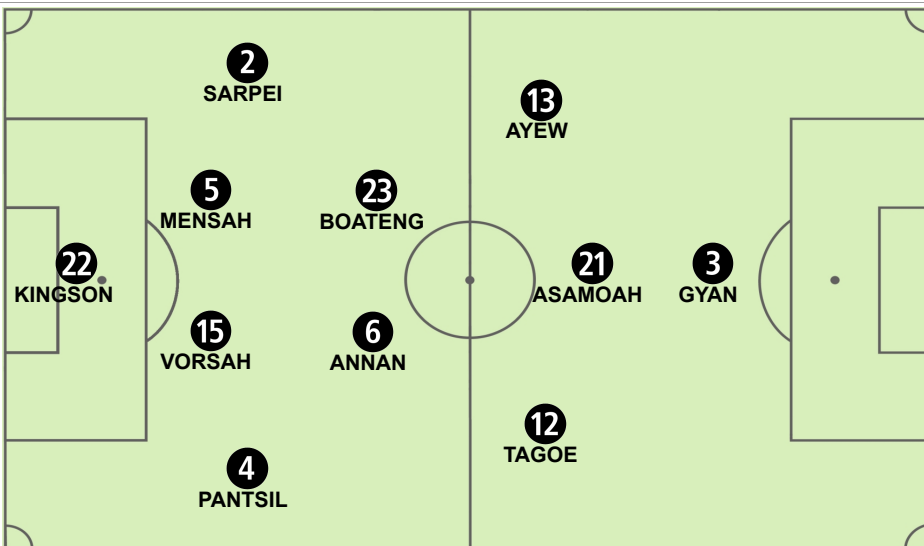 2
SARPEI
13
AYEW
5
MENSAH
23
BOATENG
22
KINGSON
21
ASAMOAH
3
GYAN
15
VORSAH
6
ANNAN
12
TAGOE
4
PANTSIL